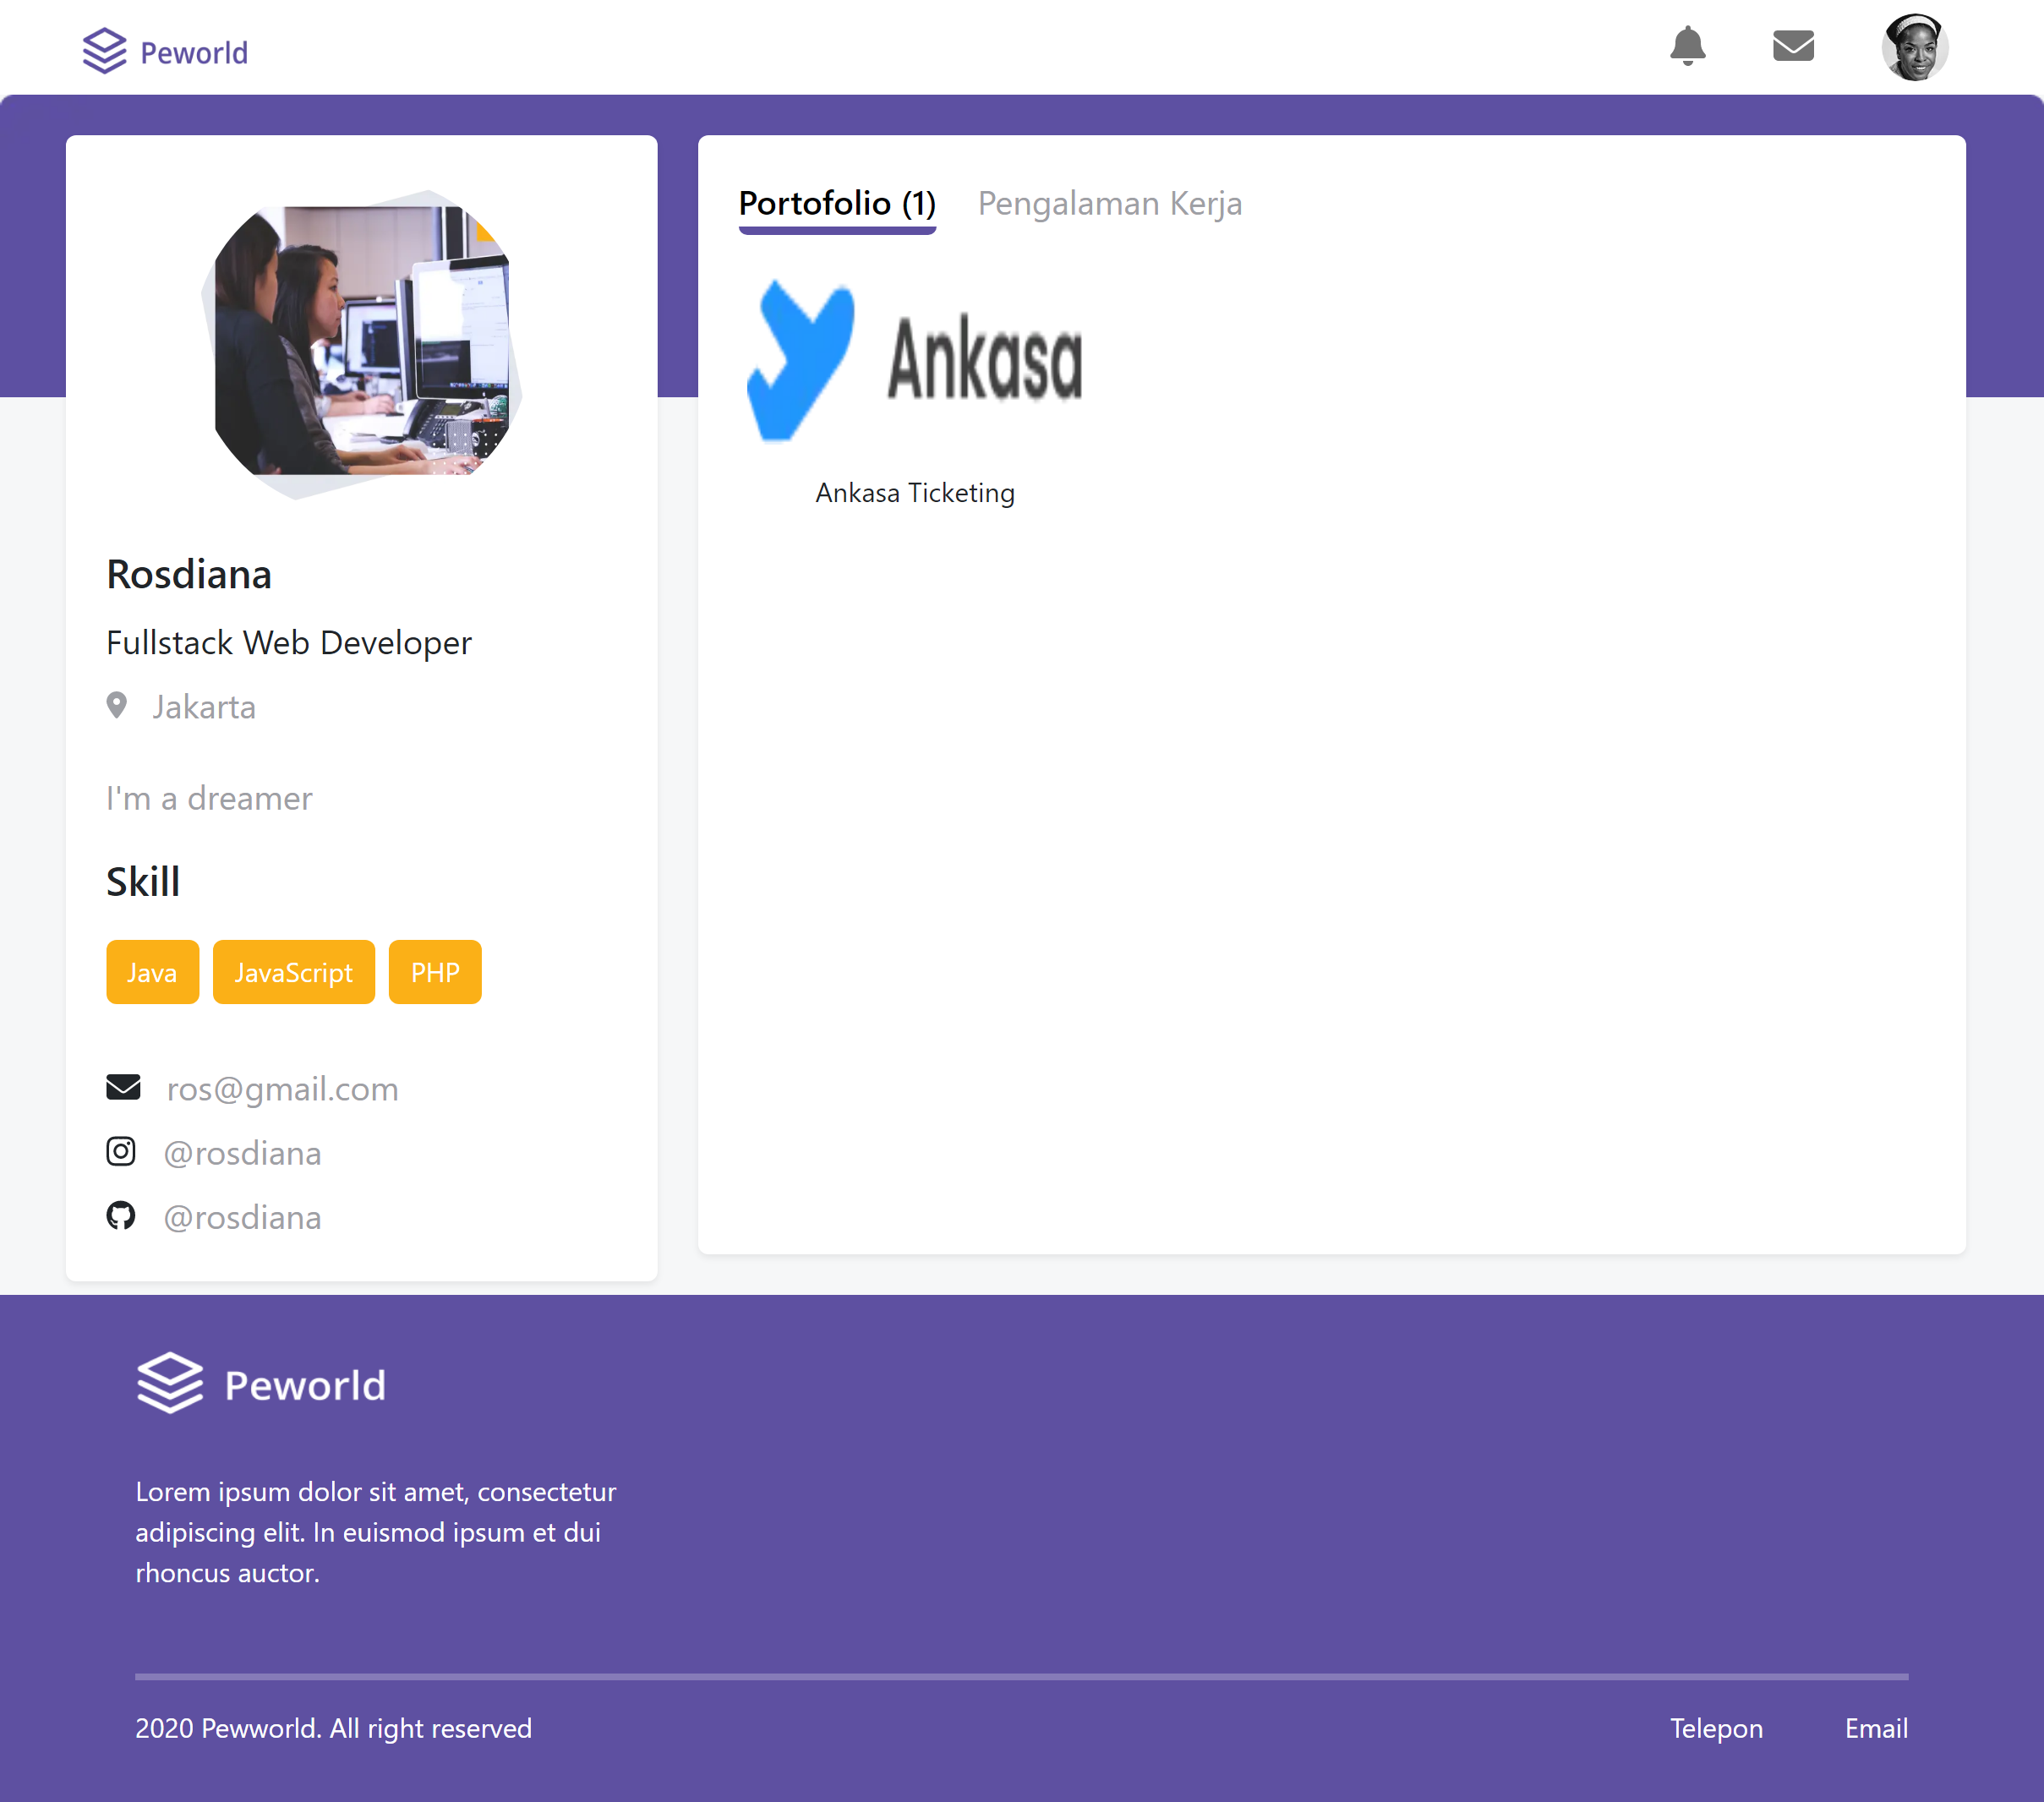 Peworld
Portofolio (1)
Pengalaman Kerja
Ankasa
Ankasa Ticketing
Rosdiana
Fullstack Web Developer
Jakarta
I'm a dreamer
Skill
Java
JavaScript
PHP
ros@gmail.com
@rosdiana
@rosdiana
Peworld
Lorem ipsum dolor sit amet, consectetur
adipiscing elit. In euismod ipsum et dui
rhoncus auctor.
2020 Pewworld. All right reserved
Telepon
Email